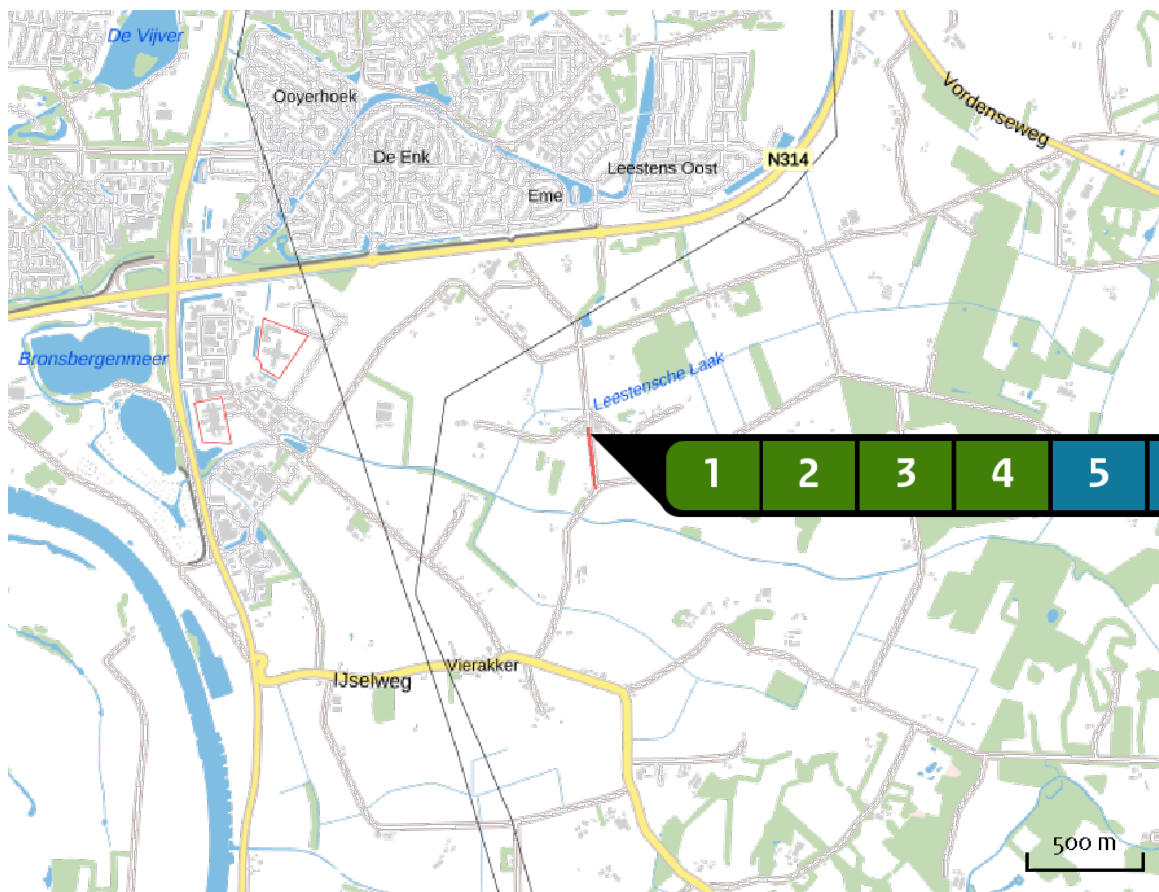 De Vijver
Ooyerhoek
Vordenseweg
De Enk
N314
Leestens Oost
Eme
Bronsbergenmeer
Leestensche Laak
1 2 3 4 5
Vierakker
IJselweg
500 m